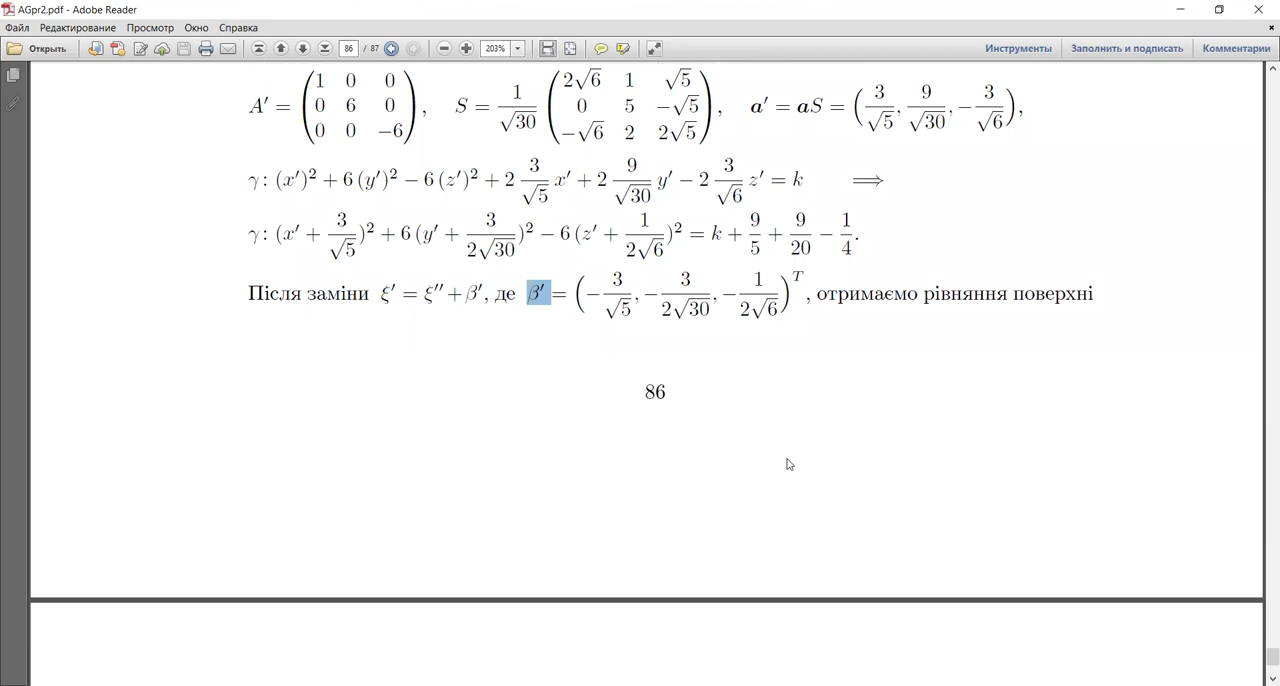 AGpr2.pdf - Adobe Reader
Файл Редактирование Просмотр Окно Справка
Открыть 86 / 87 203% Инструменты Заполнить и подписать Комментарии
A′ = (1 0 0; 0 6 0; 0 0 −6), S = 1/√30 (2√6 1 √5; 0 5 −√5; −√6 2 2√5), a′ = aS = (3/√5, 9/√30, −3/√6),
γ: (x′)² + 6 (y′)² − 6 (z′)² + 2 3/√5 x′ + 2 9/√30 y′ − 2 3/√6 z′ = k ⟹
γ: (x′ + 3/√5)² + 6 (y′ + 3/2√30)² − 6 (z′ + 1/2√6)² = k + 9/5 + 9/20 − 1/4.
Після заміни ξ′ = ξ′′ + β′, де β′ = (−3/√5, −3/2√30, −1/2√6)ᵀ, отримаємо рівняння поверхні
86